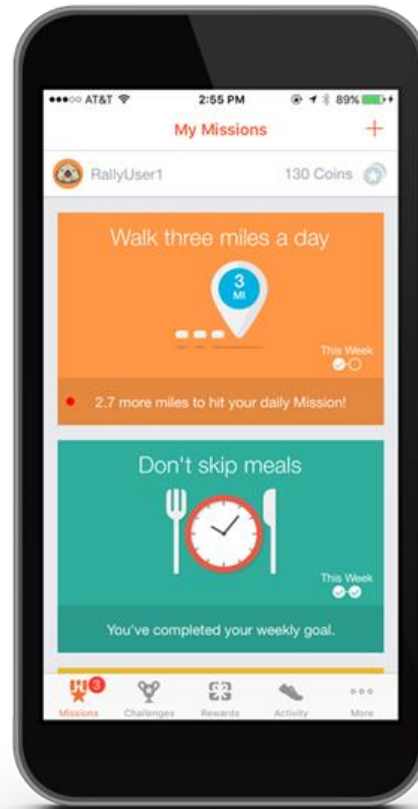 ●●●○○ AT&T 2:55 PM 89%
My Missions +
RallyUser1 130 Coins
Walk three miles a day
3
MI
This Week
2.7 more miles to hit your daily Mission!
Don't skip meals
This Week
You've completed your weekly goal.
3
Missions Challenges Rewards Activity More